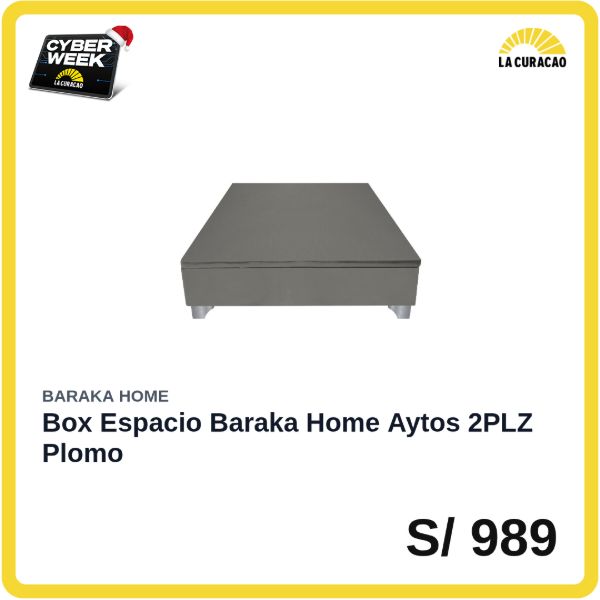 CYBER
WEEK
LA CURACAO
LA CURACAO
BARAKA HOME
Box Espacio Baraka Home Aytos 2PLZ
Plomo
S/ 989